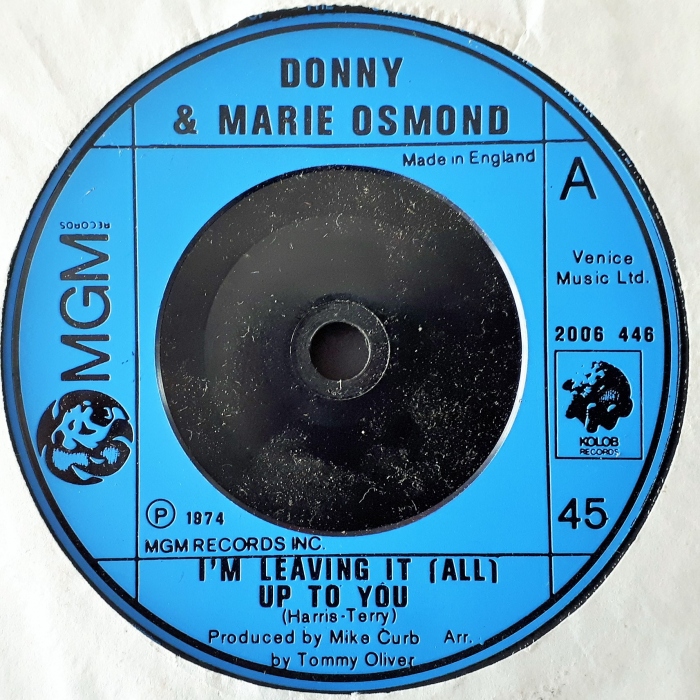 DONNY
& MARIE OSMOND
Made in England
A
Venice
Music Ltd.
2006 446
KOLOB
RECORDS
45
MGM
RECORDS
Ⓟ 1974
MGM RECORDS INC.
I'M LEAVING IT (ALL)
UP TO YOU
(Harris-Terry)
Produced by Mike Curb Arr.
by Tommy Oliver